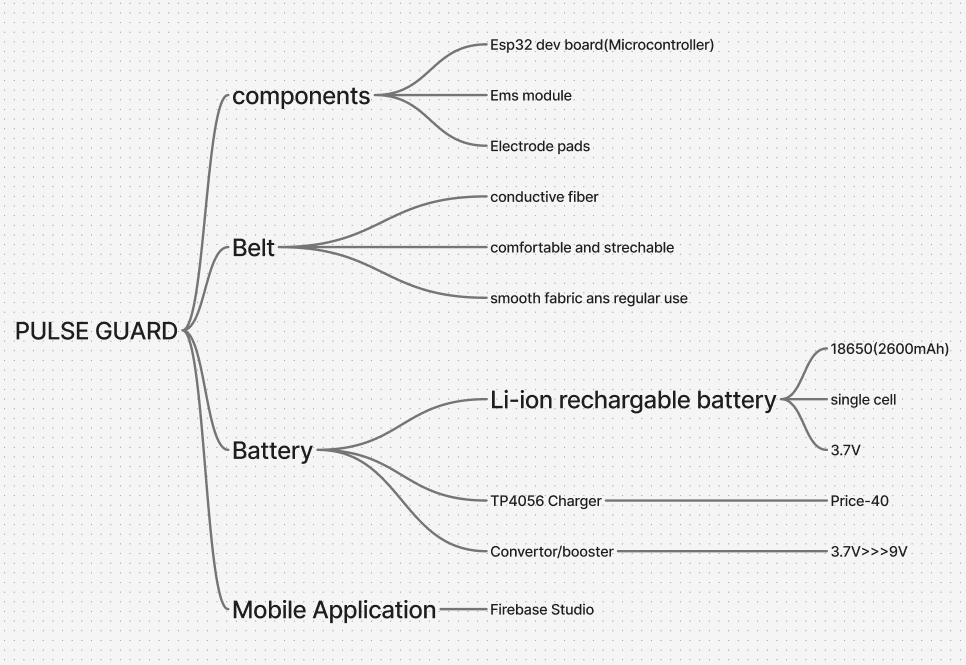 PULSE GUARD
components
Esp32 dev board(Microcontroller)
Ems module
Electrode pads
Belt
conductive fiber
comfortable and strechable
smooth fabric ans regular use
Battery
Li-ion rechargable battery
18650(2600mAh)
single cell
3.7V
TP4056 Charger
Price-40
Convertor/booster
3.7V>>>9V
Mobile Application
Firebase Studio